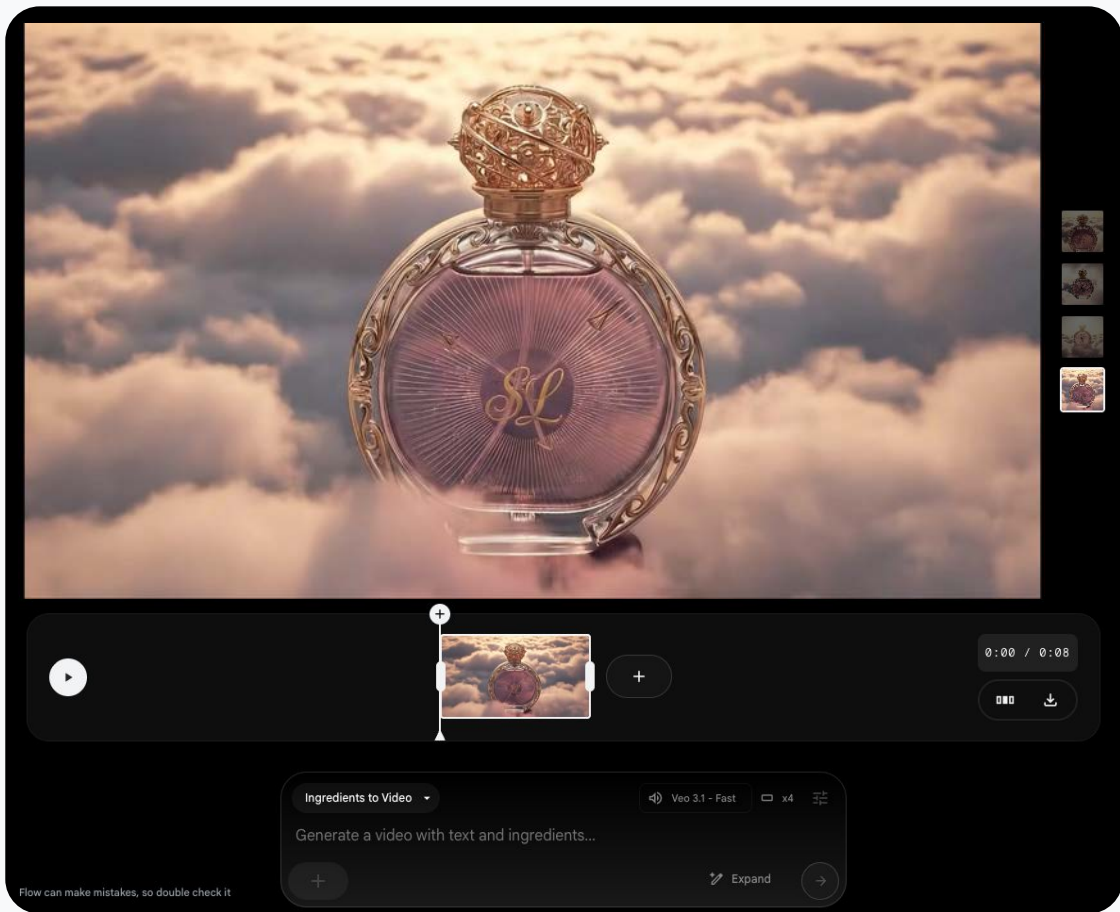 SL
+
+
0:00 / 0:08
Ingredients to Video
Veo 3.1 - Fast
x4
Generate a video with text and ingredients...
+
Expand
Flow can make mistakes, so double check it